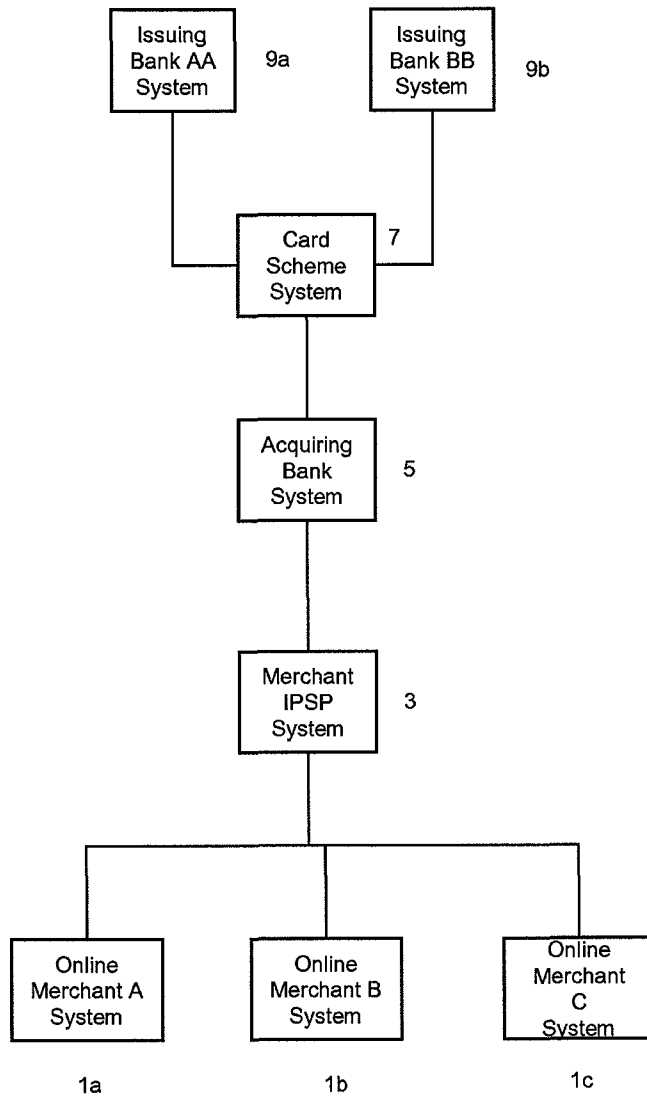 Issuing
Bank AA
System
9a
Issuing
Bank BB
System
9b
Card
Scheme
System
7
Acquiring
Bank
System
5
Merchant
IPSP
System
3
Online
Merchant A
System
Online
Merchant B
System
Online
Merchant
C
System
1a
1b
1c